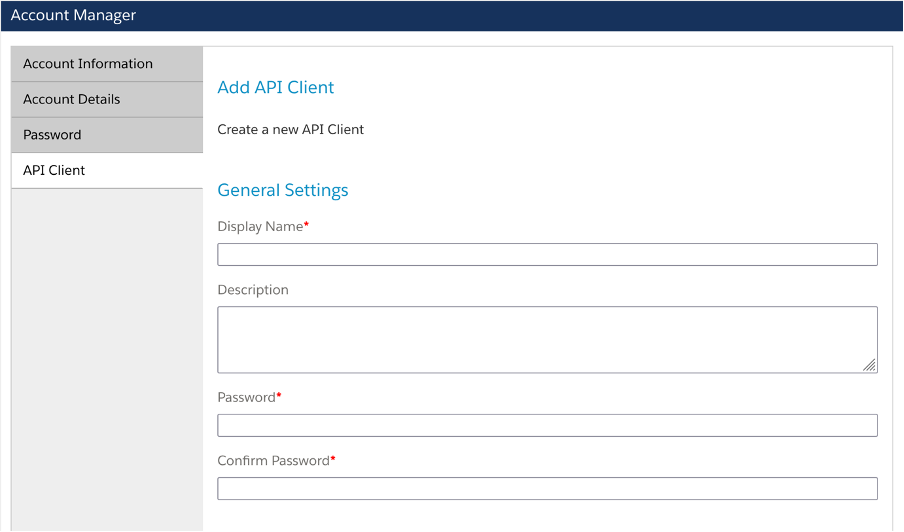 Account Manager
Account Information
Account Details
Password
API Client
Add API Client
Create a new API Client
General Settings
Display Name*
Description
Password*
Confirm Password*